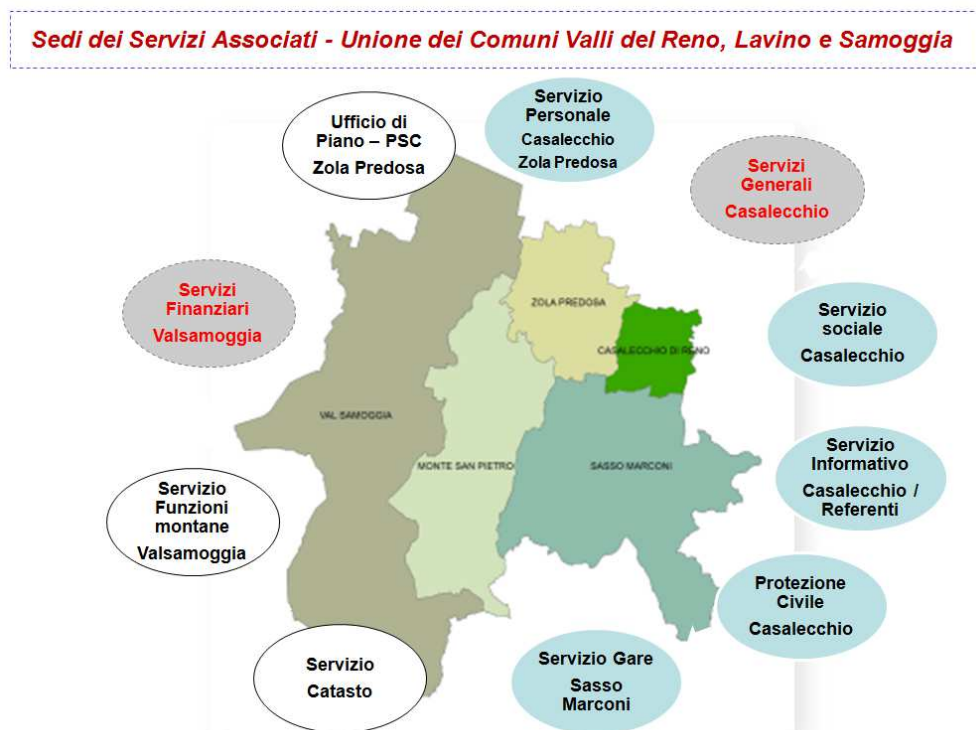 Sedi dei Servizi Associati - Unione dei Comuni Valli del Reno, Lavino e Samoggia
Ufficio di
Piano – PSC
Zola Predosa
Servizio
Personale
Casalecchio
Zola Predosa
Servizi
Generali
Casalecchio
Servizi
Finanziari
Valsamoggia
ZOLA PREDOSA
CASALECCHIO DI RENO
Servizio
sociale
Casalecchio
VAL SAMOGGIA
MONTE SAN PIETRO
SASSO MARCONI
Servizio
Informativo
Casalecchio /
Referenti
Servizio
Funzioni
montane
Valsamoggia
Protezione
Civile
Casalecchio
Servizio
Catasto
Servizio Gare
Sasso
Marconi